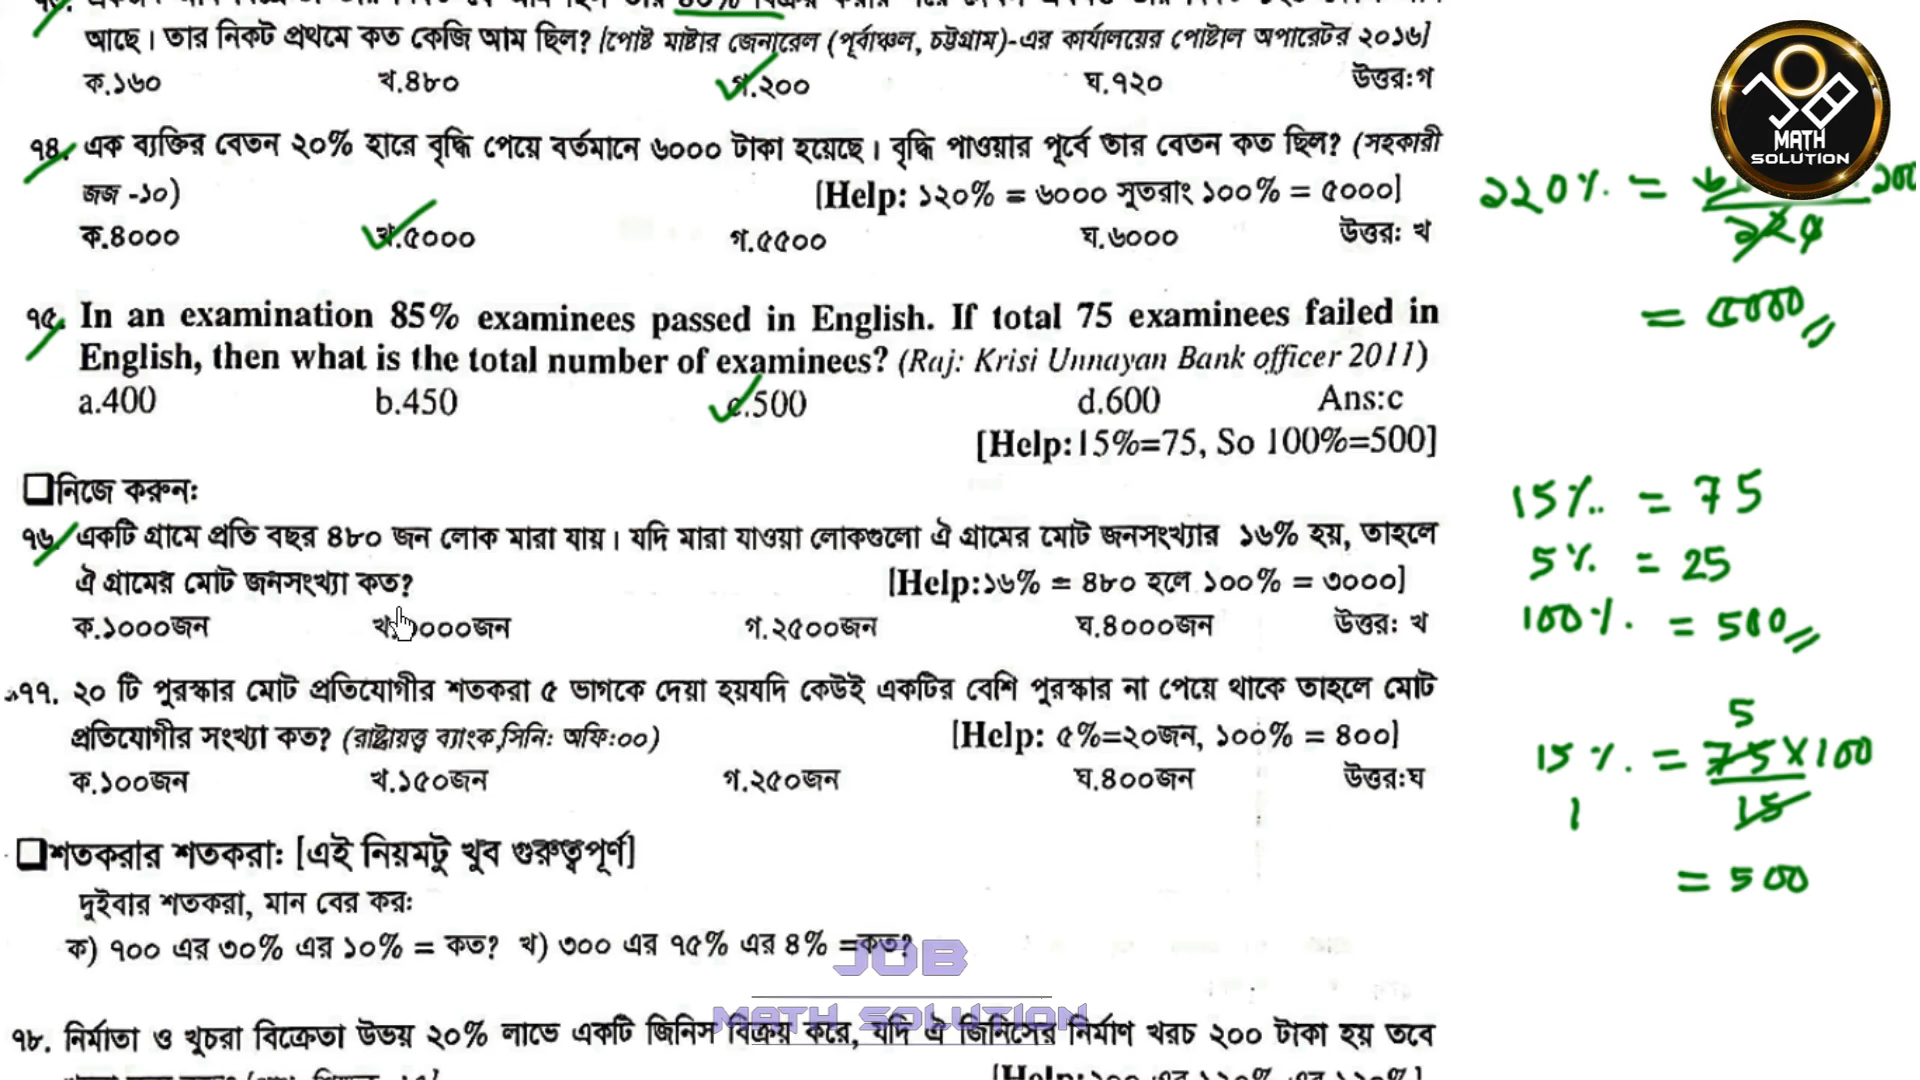 আছে। তার নিকট প্রথমে কত কেজি আম ছিল? [পোষ্ট মাষ্টার জেনারেল (পূর্বাঞ্চল, চট্টগ্রাম)-এর কার্যালয়ের পোষ্টাল অপারেটর ২০১৬]
ক.১৬০ খ.৪৮০ গ.২০০ ঘ.৭২০ উত্তর:গ
৭৪. এক ব্যক্তির বেতন ২০% হারে বৃদ্ধি পেয়ে বর্তমানে ৬০০০ টাকা হয়েছে। বৃদ্ধি পাওয়ার পূর্বে তার বেতন কত ছিল? (সহকারী
জজ -১০) [Help: ১২০% = ৬০০০ সুতরাং ১০০% = ৫০০০]
ক.৪০০০ খ.৫০০০ গ.৫৫০০ ঘ.৬০০০ উত্তর: খ
৭৫. In an examination 85% examinees passed in English. If total 75 examinees failed in
English, then what is the total number of examinees? (Raj: Krisi Unnayan Bank officer 2011)
a.400 b.450 c.500 d.600 Ans:c
[Help:15%=75, So 100%=500]
নিজে করুন:
৭৬. একটি গ্রামে প্রতি বছর ৪৮০ জন লোক মারা যায়। যদি মারা যাওয়া লোকগুলো ঐ গ্রামের মোট জনসংখ্যার ১৬% হয়, তাহলে
ঐ গ্রামের মোট জনসংখ্যা কত? [Help:১৬% = ৪৮০ হলে ১০০% = ৩০০০]
ক.১০০০জন খ. ০০০জন গ.২৫০০জন ঘ.৪০০০জন উত্তর: খ
৭৭. ২০ টি পুরস্কার মোট প্রতিযোগীর শতকরা ৫ ভাগকে দেয়া হয়যদি কেউই একটির বেশি পুরস্কার না পেয়ে থাকে তাহলে মোট
প্রতিযোগীর সংখ্যা কত? (রাষ্ট্রায়ত্ত্ব ব্যাংক,সিনি: অফি:০০) [Help: ৫%=২০জন, ১০০% = ৪০০]
ক.১০০জন খ.১৫০জন গ.২৫০জন ঘ.৪০০জন উত্তর:ঘ
শতকরার শতকরা: [এই নিয়মটু খুব গুরুত্বপূর্ণ]
দুইবার শতকরা, মান বের কর:
ক) ৭০০ এর ৩০% এর ১০% = কত? খ) ৩০০ এর ৭৫% এর ৪% =কত?
৭৮. নির্মাতা ও খুচরা বিক্রেতা উভয় ২০% লাভে একটি জিনিস বিক্রয় করে, যদি ঐ জিনিসের নির্মাণ খরচ ২০০ টাকা হয় তবে
[Help:২০০ এর ১২০% এর ১২০%]
MATH
SOLUTION
১২০% =
= ৫০০০
15% = 75
5% = 25
100% = 500
5
15% = 75 X 100
1 15
= 500
JOB
MATH SOLUTION